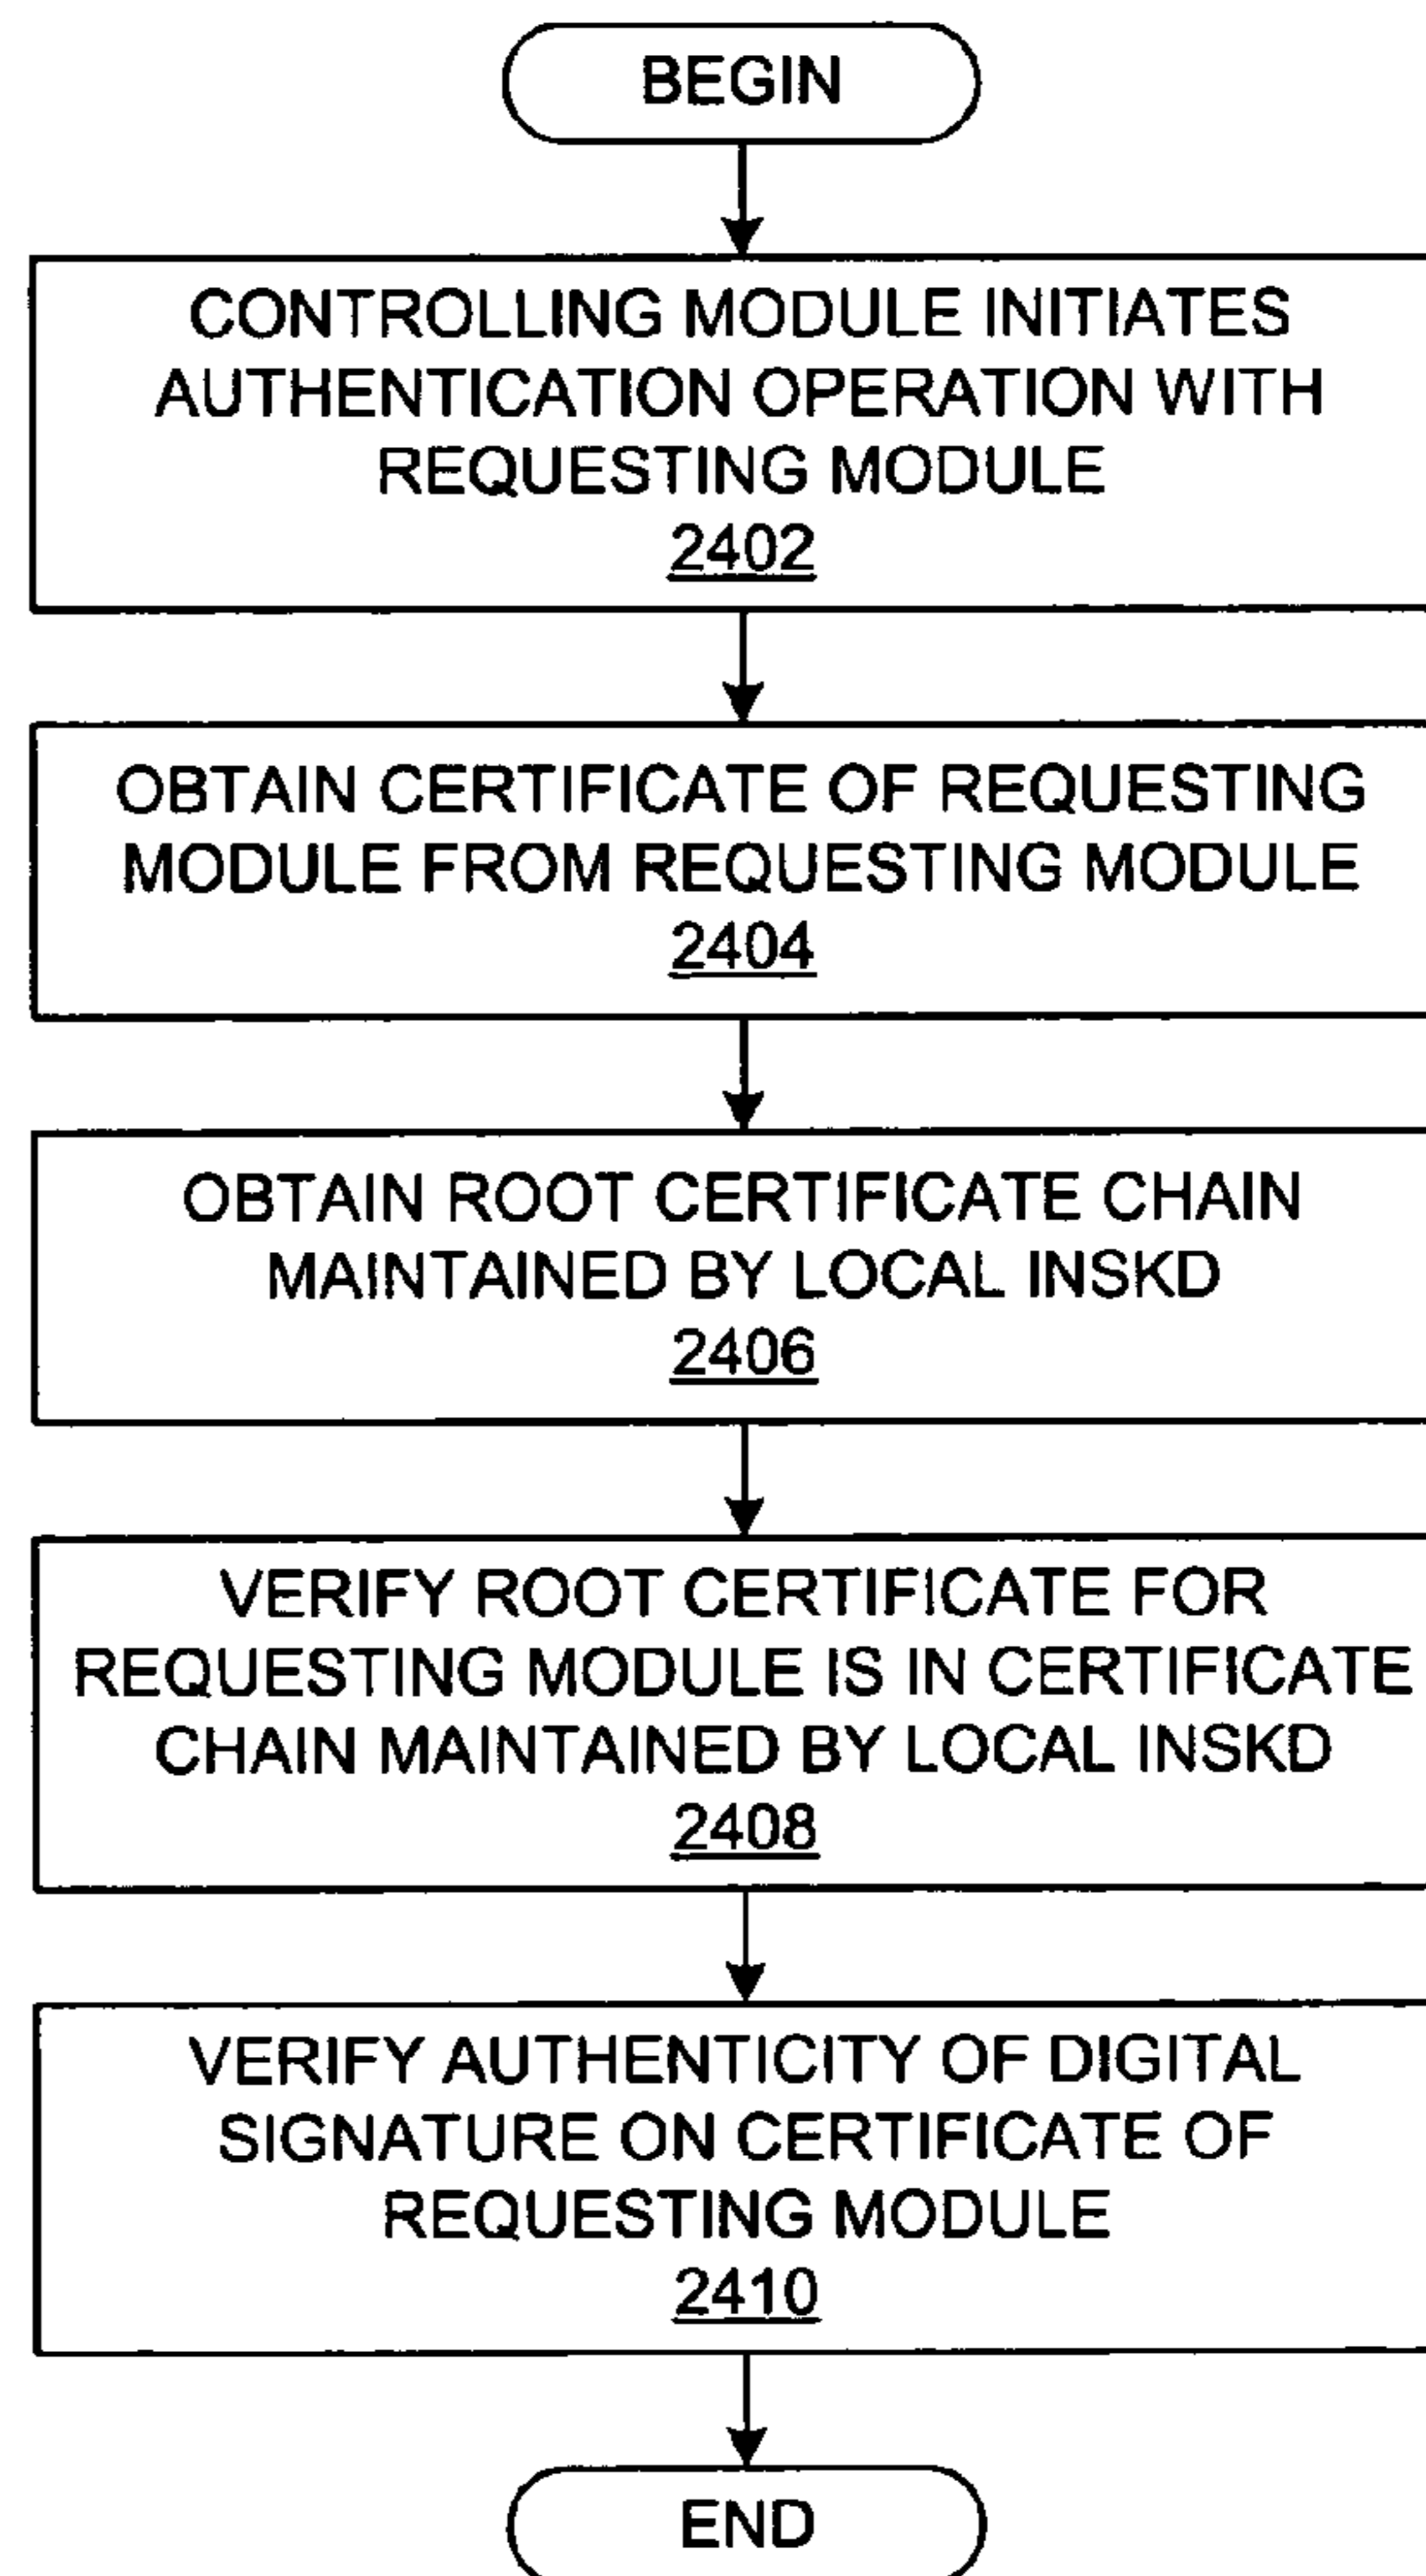 BEGIN
CONTROLLING MODULE INITIATES
AUTHENTICATION OPERATION WITH
REQUESTING MODULE
2402
OBTAIN CERTIFICATE OF REQUESTING
MODULE FROM REQUESTING MODULE
2404
OBTAIN ROOT CERTIFICATE CHAIN
MAINTAINED BY LOCAL INSKD
2406
VERIFY ROOT CERTIFICATE FOR
REQUESTING MODULE IS IN CERTIFICATE
CHAIN MAINTAINED BY LOCAL INSKD
2408
VERIFY AUTHENTICITY OF DIGITAL
SIGNATURE ON CERTIFICATE OF
REQUESTING MODULE
2410
END